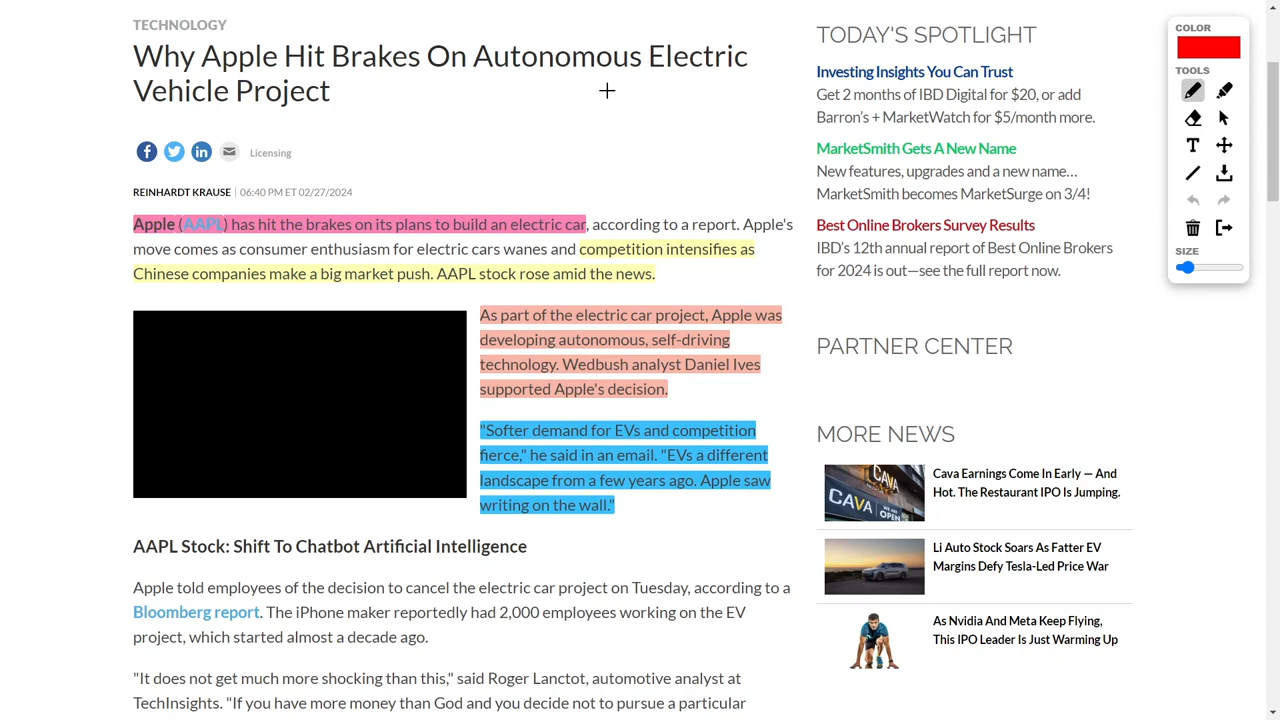 TECHNOLOGY
Why Apple Hit Brakes On Autonomous Electric
Vehicle Project
Licensing
REINHARDT KRAUSE | 06:40 PM ET 02/27/2024
Apple (AAPL) has hit the brakes on its plans to build an electric car, according to a report. Apple's
move comes as consumer enthusiasm for electric cars wanes and competition intensifies as
Chinese companies make a big market push. AAPL stock rose amid the news.
As part of the electric car project, Apple was
developing autonomous, self-driving
technology. Wedbush analyst Daniel Ives
supported Apple's decision.
"Softer demand for EVs and competition
fierce," he said in an email. "EVs a different
landscape from a few years ago. Apple saw
writing on the wall."
AAPL Stock: Shift To Chatbot Artificial Intelligence
Apple told employees of the decision to cancel the electric car project on Tuesday, according to a
Bloomberg report. The iPhone maker reportedly had 2,000 employees working on the EV
project, which started almost a decade ago.
"It does not get much more shocking than this," said Roger Lanctot, automotive analyst at
TechInsights. "If you have more money than God and you decide not to pursue a particular
TODAY'S SPOTLIGHT
Investing Insights You Can Trust
Get 2 months of IBD Digital for $20, or add
Barron's + MarketWatch for $5/month more.
MarketSmith Gets A New Name
New features, upgrades and a new name…
MarketSmith becomes MarketSurge on 3/4!
Best Online Brokers Survey Results
IBD's 12th annual report of Best Online Brokers
for 2024 is out—see the full report now.
PARTNER CENTER
MORE NEWS
CAVA
CAVA
WE ARE
OPEN
Cava Earnings Come In Early — And
Hot. The Restaurant IPO Is Jumping.
Li Auto Stock Soars As Fatter EV
Margins Defy Tesla-Led Price War
As Nvidia And Meta Keep Flying,
This IPO Leader Is Just Warming Up
COLOR
TOOLS
SIZE